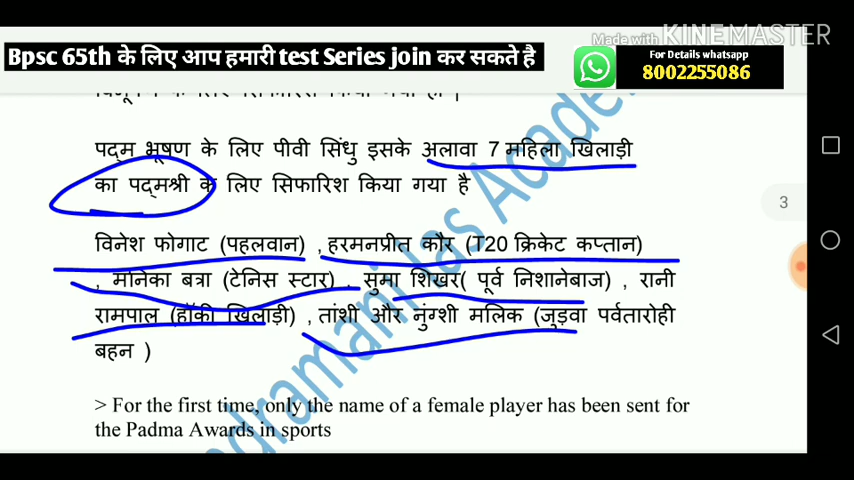 Made with KINEMASTER
Bpsc 65th के लिए आप हमारी test Series join कर सकते है
For Details whatsapp
8002255086
पद्म भूषण के लिए पीवी सिंधु इसके अलावा 7 महिला खिलाड़ी
का पद्मश्री के लिए सिफारिश किया गया है
3
विनेश फोगाट (पहलवान) ,हरमनप्रीत कौर (T20 क्रिकेट कप्तान)
, मनिका बत्रा (टेनिस स्टार) , सुमा शिखर( पूर्व निशानेबाज) , रानी
रामपाल (हॉकी खिलाड़ी) ,तांशी और नुंग्शी मलिक (जुड़वा पर्वतारोही
बहन )
> For the first time, only the name of a female player has been sent for
the Padma Awards in sports